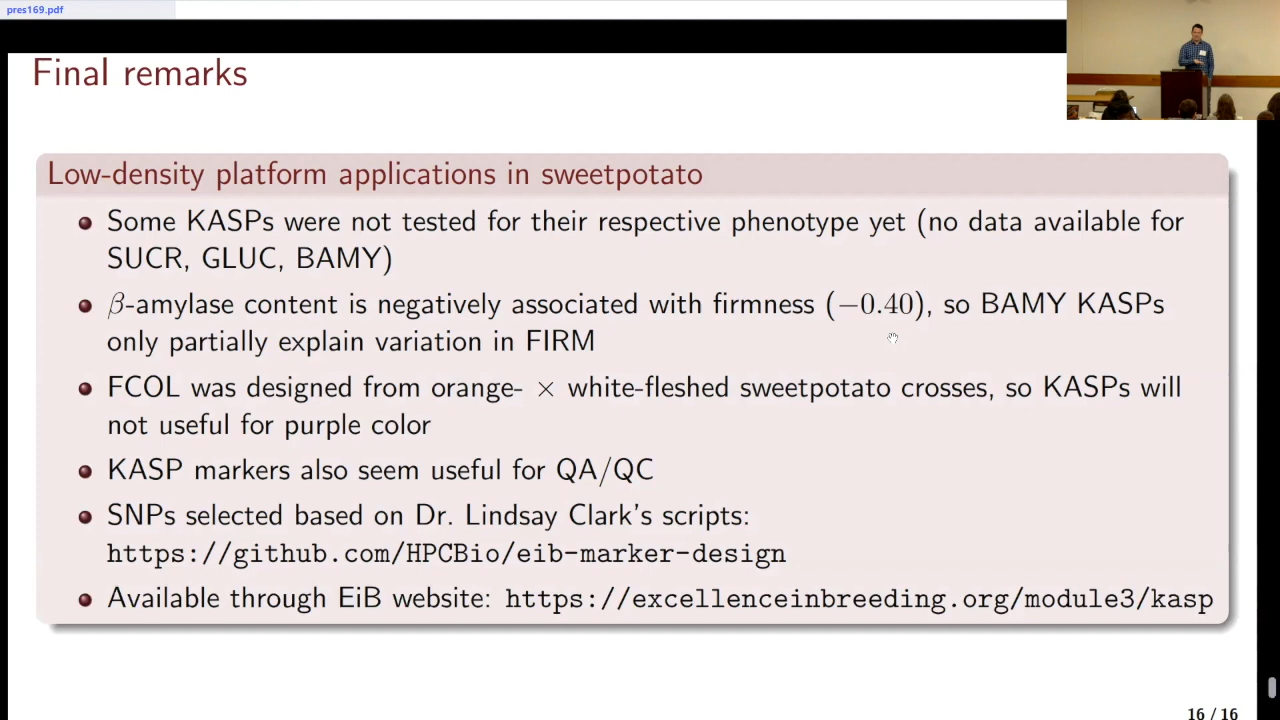 pres169.pdf
Final remarks
Low-density platform applications in sweetpotato
Some KASPs were not tested for their respective phenotype yet (no data available for
SUCR, GLUC, BAMY)
β-amylase content is negatively associated with firmness (−0.40), so BAMY KASPs
only partially explain variation in FIRM
FCOL was designed from orange- × white-fleshed sweetpotato crosses, so KASPs will
not useful for purple color
KASP markers also seem useful for QA/QC
SNPs selected based on Dr. Lindsay Clark's scripts:
https://github.com/HPCBio/eib-marker-design
Available through EiB website: https://excellenceinbreeding.org/module3/kasp
16 / 16